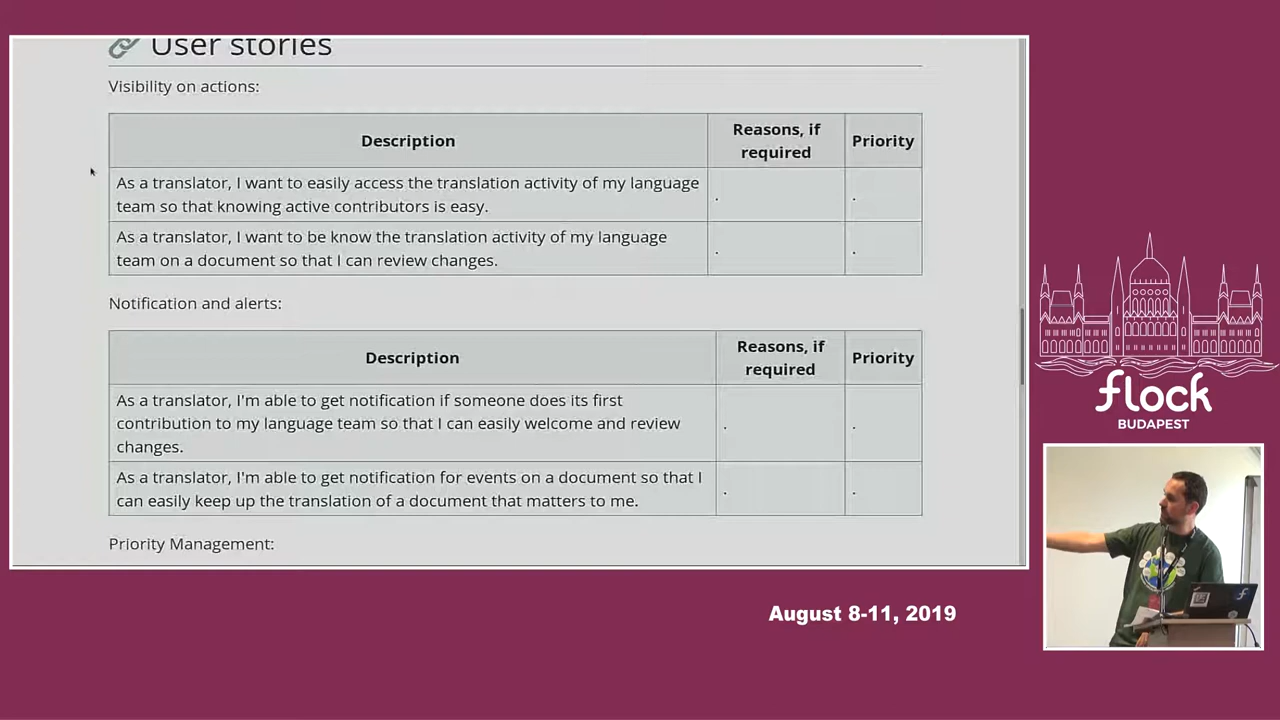 User stories
Visibility on actions:
Description
Reasons, if
required
Priority
As a translator, I want to easily access the translation activity of my language
team so that knowing active contributors is easy.
.
.
As a translator, I want to be know the translation activity of my language
team on a document so that I can review changes.
.
.
Notification and alerts:
Description
Reasons, if
required
Priority
As a translator, I'm able to get notification if someone does its first
contribution to my language team so that I can easily welcome and review
changes.
.
.
As a translator, I'm able to get notification for events on a document so that I
can easily keep up the translation of a document that matters to me.
.
.
Priority Management:
flock
BUDAPEST
August 8-11, 2019